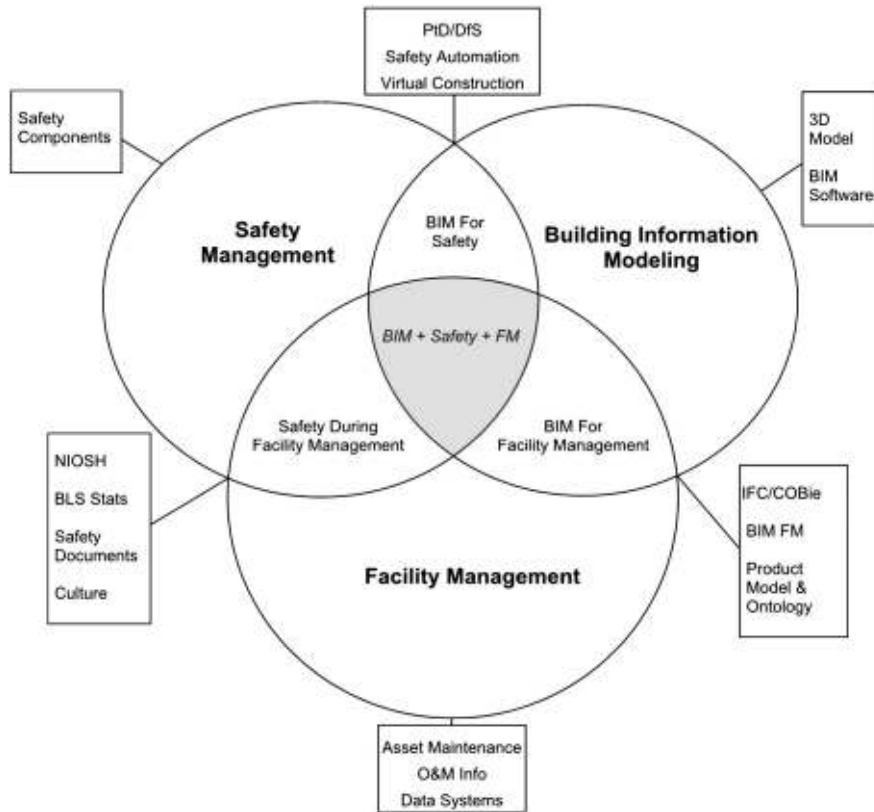 PtD/DfS
Safety Automation
Virtual Construction
Safety
Components
3D
Model
BIM
Software
Safety
Management
BIM For
Safety
Building Information
Modeling
BIM + Safety + FM
Safety During
Facility Management
BIM For
Facility Management
NIOSH
BLS Stats
Safety
Documents
Culture
IFC/COBie
BIM FM
Product
Model &
Ontology
Facility Management
Asset Maintenance
O&M Info
Data Systems